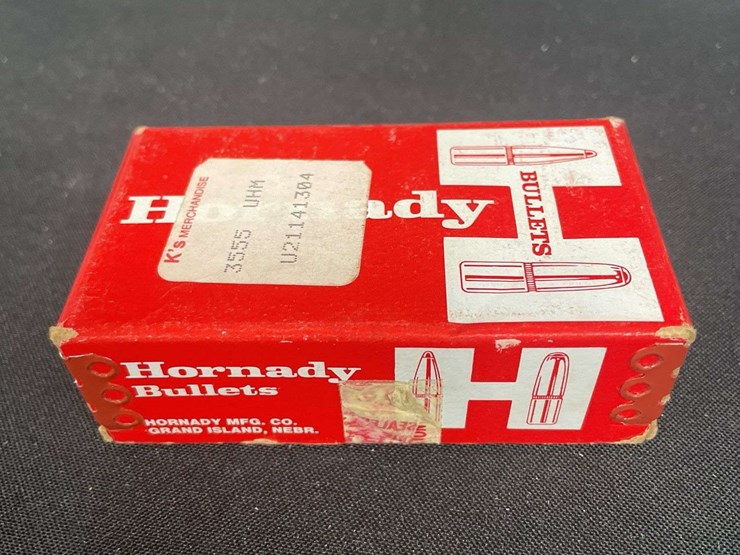 Hornady
BULLETS
K's MERCHANDISE
3555 UHM
U21141304
Hornady
Bullets
HORNADY MFG. CO.
GRAND ISLAND, NEBR.